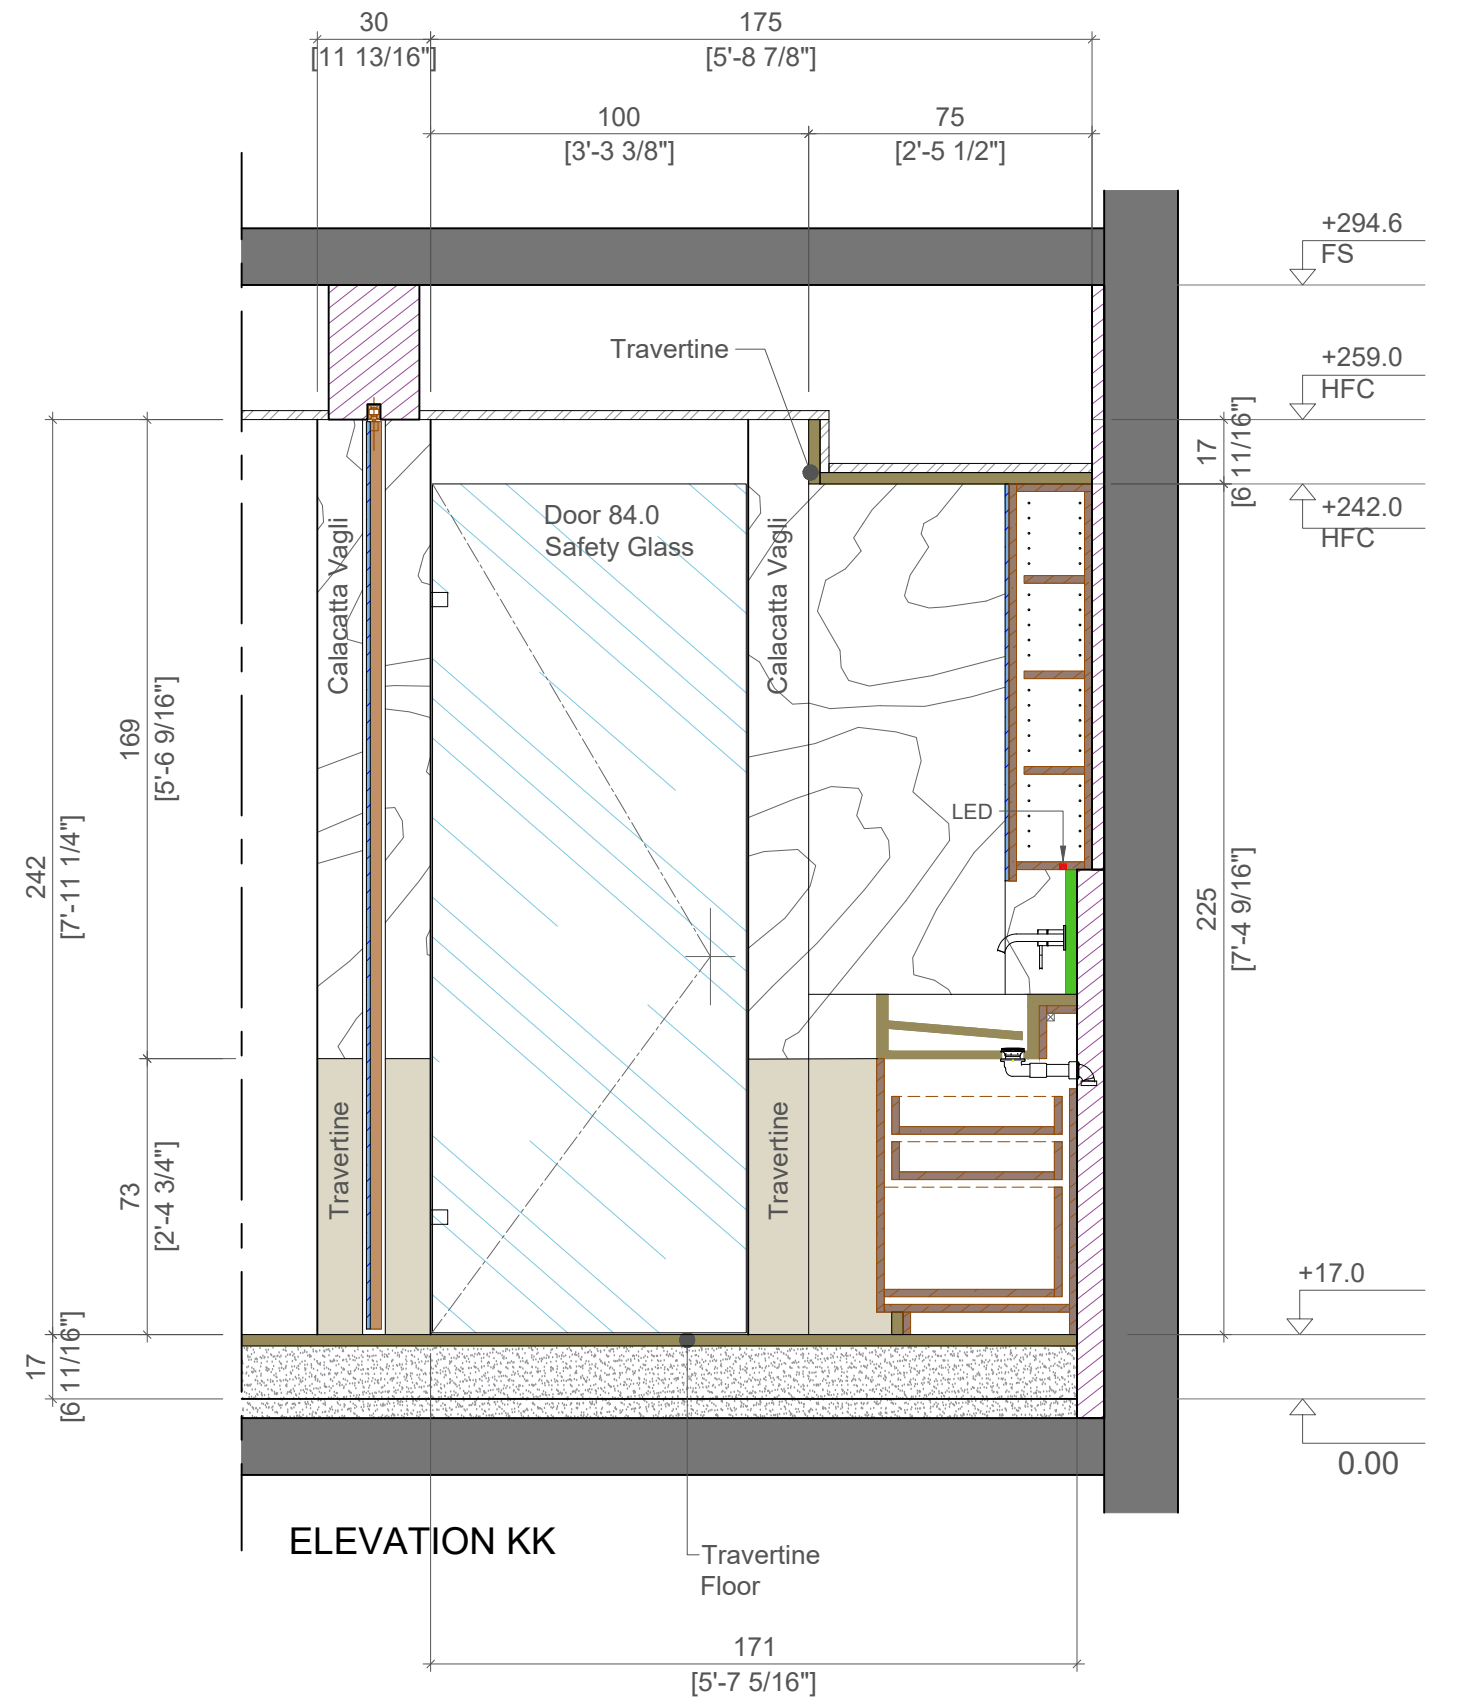 30
[11 13/16"]
175
[5'-8 7/8"]
100
[3'-3 3/8"]
75
[2'-5 1/2"]
+294.6
FS
Travertine
+259.0
HFC
17
[6 11/16"]
+242.0
HFC
Door 84.0
Safety Glass
Calacatta Vagli
Calacatta Vagli
169
[5'-6 9/16"]
LED
242
[7'-11 1/4"]
225
[7'-4 9/16"]
Travertine
Travertine
73
[2'-4 3/4"]
+17.0
17
[6 11/16"]
0.00
ELEVATION KK
Travertine
Floor
171
[5'-7 5/16"]